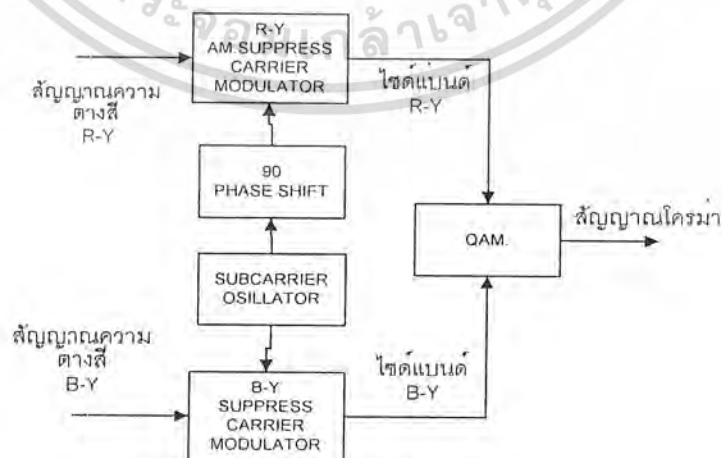 R-Y
AM.SUPPRESS
CARRIER
MODULATOR
สัญญาณความ
ตางสี
R-Y
ไซด์แบนด์
R-Y
90
PHASE SHIFT
QAM.
สัญญาณโครม่า
SUBCARRIER
OSILLATOR
สัญญาณความ
ตางสี
B-Y
ไซด์แบนด์
B-Y
B-Y
SUPPRESS
CARRIER
MODULATOR